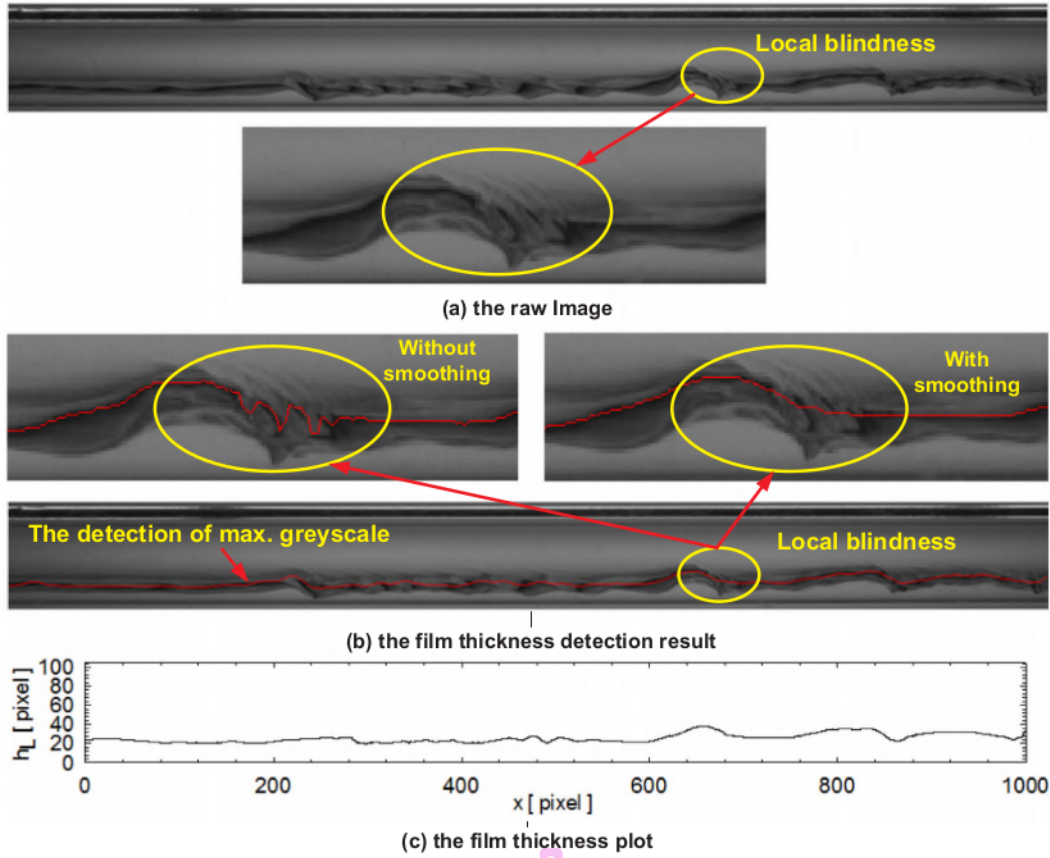 Local blindness
(a) the raw Image
Without
smoothing
With
smoothing
The detection of max. greyscale
Local blindness
(b) the film thickness detection result
100
80
60
40
20
0
h_L [ pixel ]
0 200 400 600 800 1000
x [ pixel ]
(c) the film thickness plot